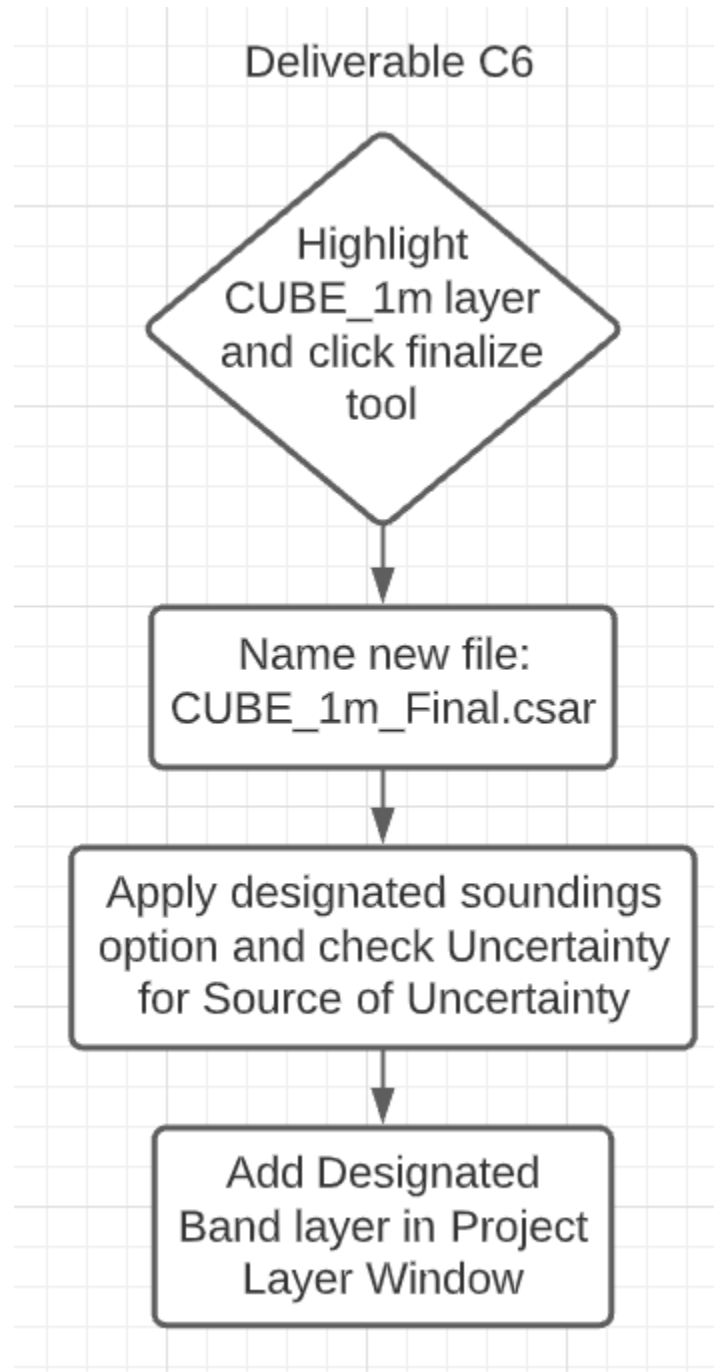 Deliverable C6
Highlight
CUBE_1m layer
and click finalize
tool
Name new file:
CUBE_1m_Final.csar
Apply designated soundings
option and check Uncertainty
for Source of Uncertainty
Add Designated
Band layer in Project
Layer Window